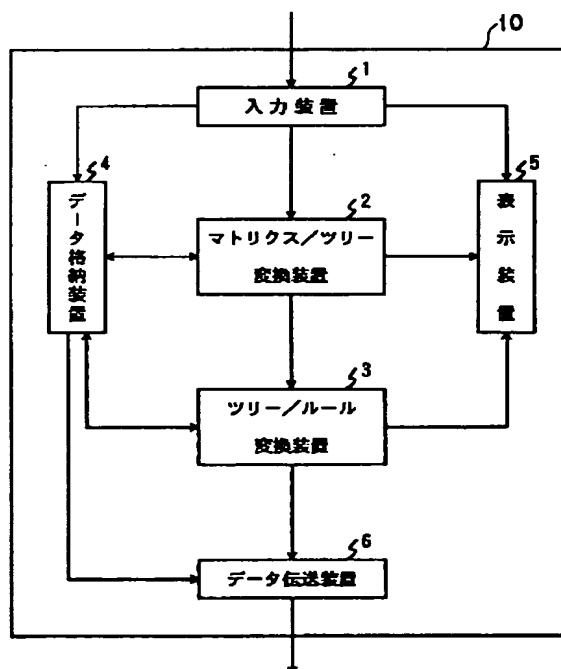 10
1
入力装置
4
データ格納装置
5
表示装置
2
マトリクス／ツリー
変換装置
3
ツリー／ルール
変換装置
6
データ伝送装置